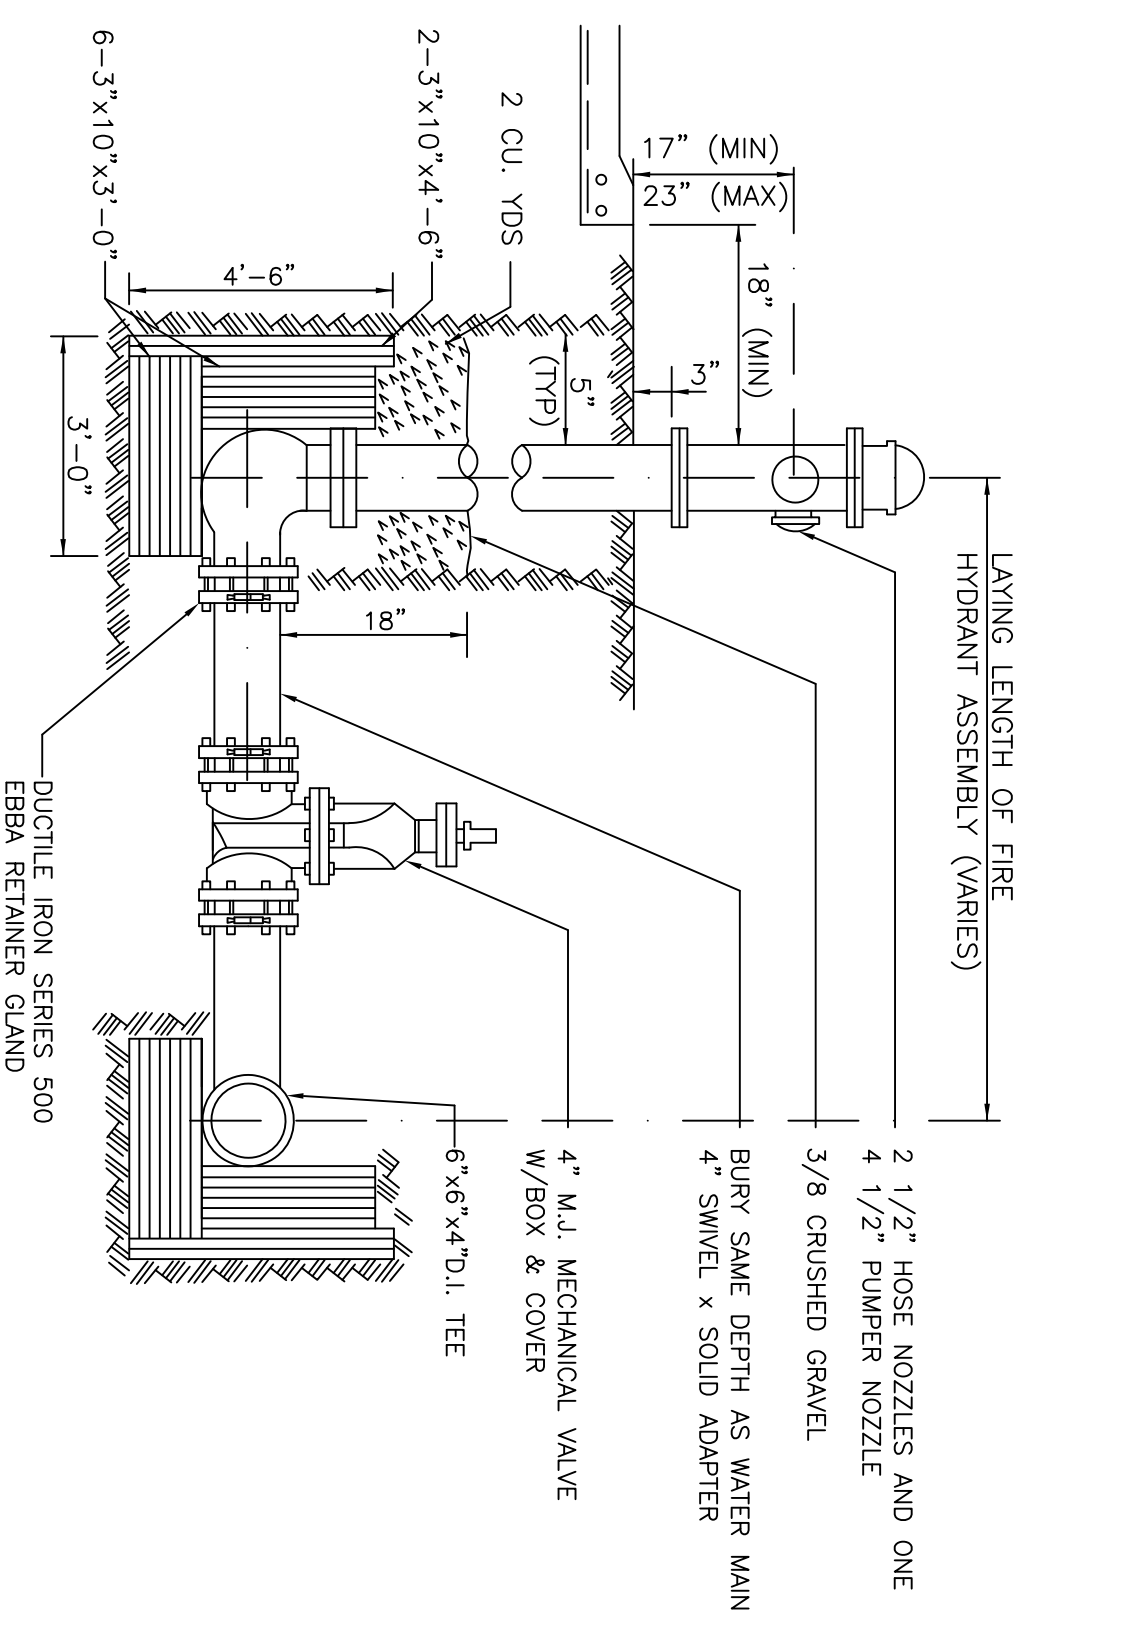 LAYING LENGTH OF FIRE
HYDRANT ASSEMBLY (VARIES)
17” (MIN)
23” (MAX)
18” (MIN)
3”
5”
(TYP)
2 CU. YDS
2–3”x10”x4’–6”
6–3”x10”x3’–0”
4’–6”
3’–0”
18”
2 1/2” HOSE NOZZLES AND ONE
4 1/2” PUMPER NOZZLE
3/8 CRUSHED GRAVEL
BURY SAME DEPTH AS WATER MAIN
4” SWIVEL x SOLID ADAPTER
4” M.J. MECHANICAL VALVE
W/BOX & COVER
6”x6”x4”D.I. TEE
DUCTILE IRON SERIES 500
EBBA RETAINER GLAND